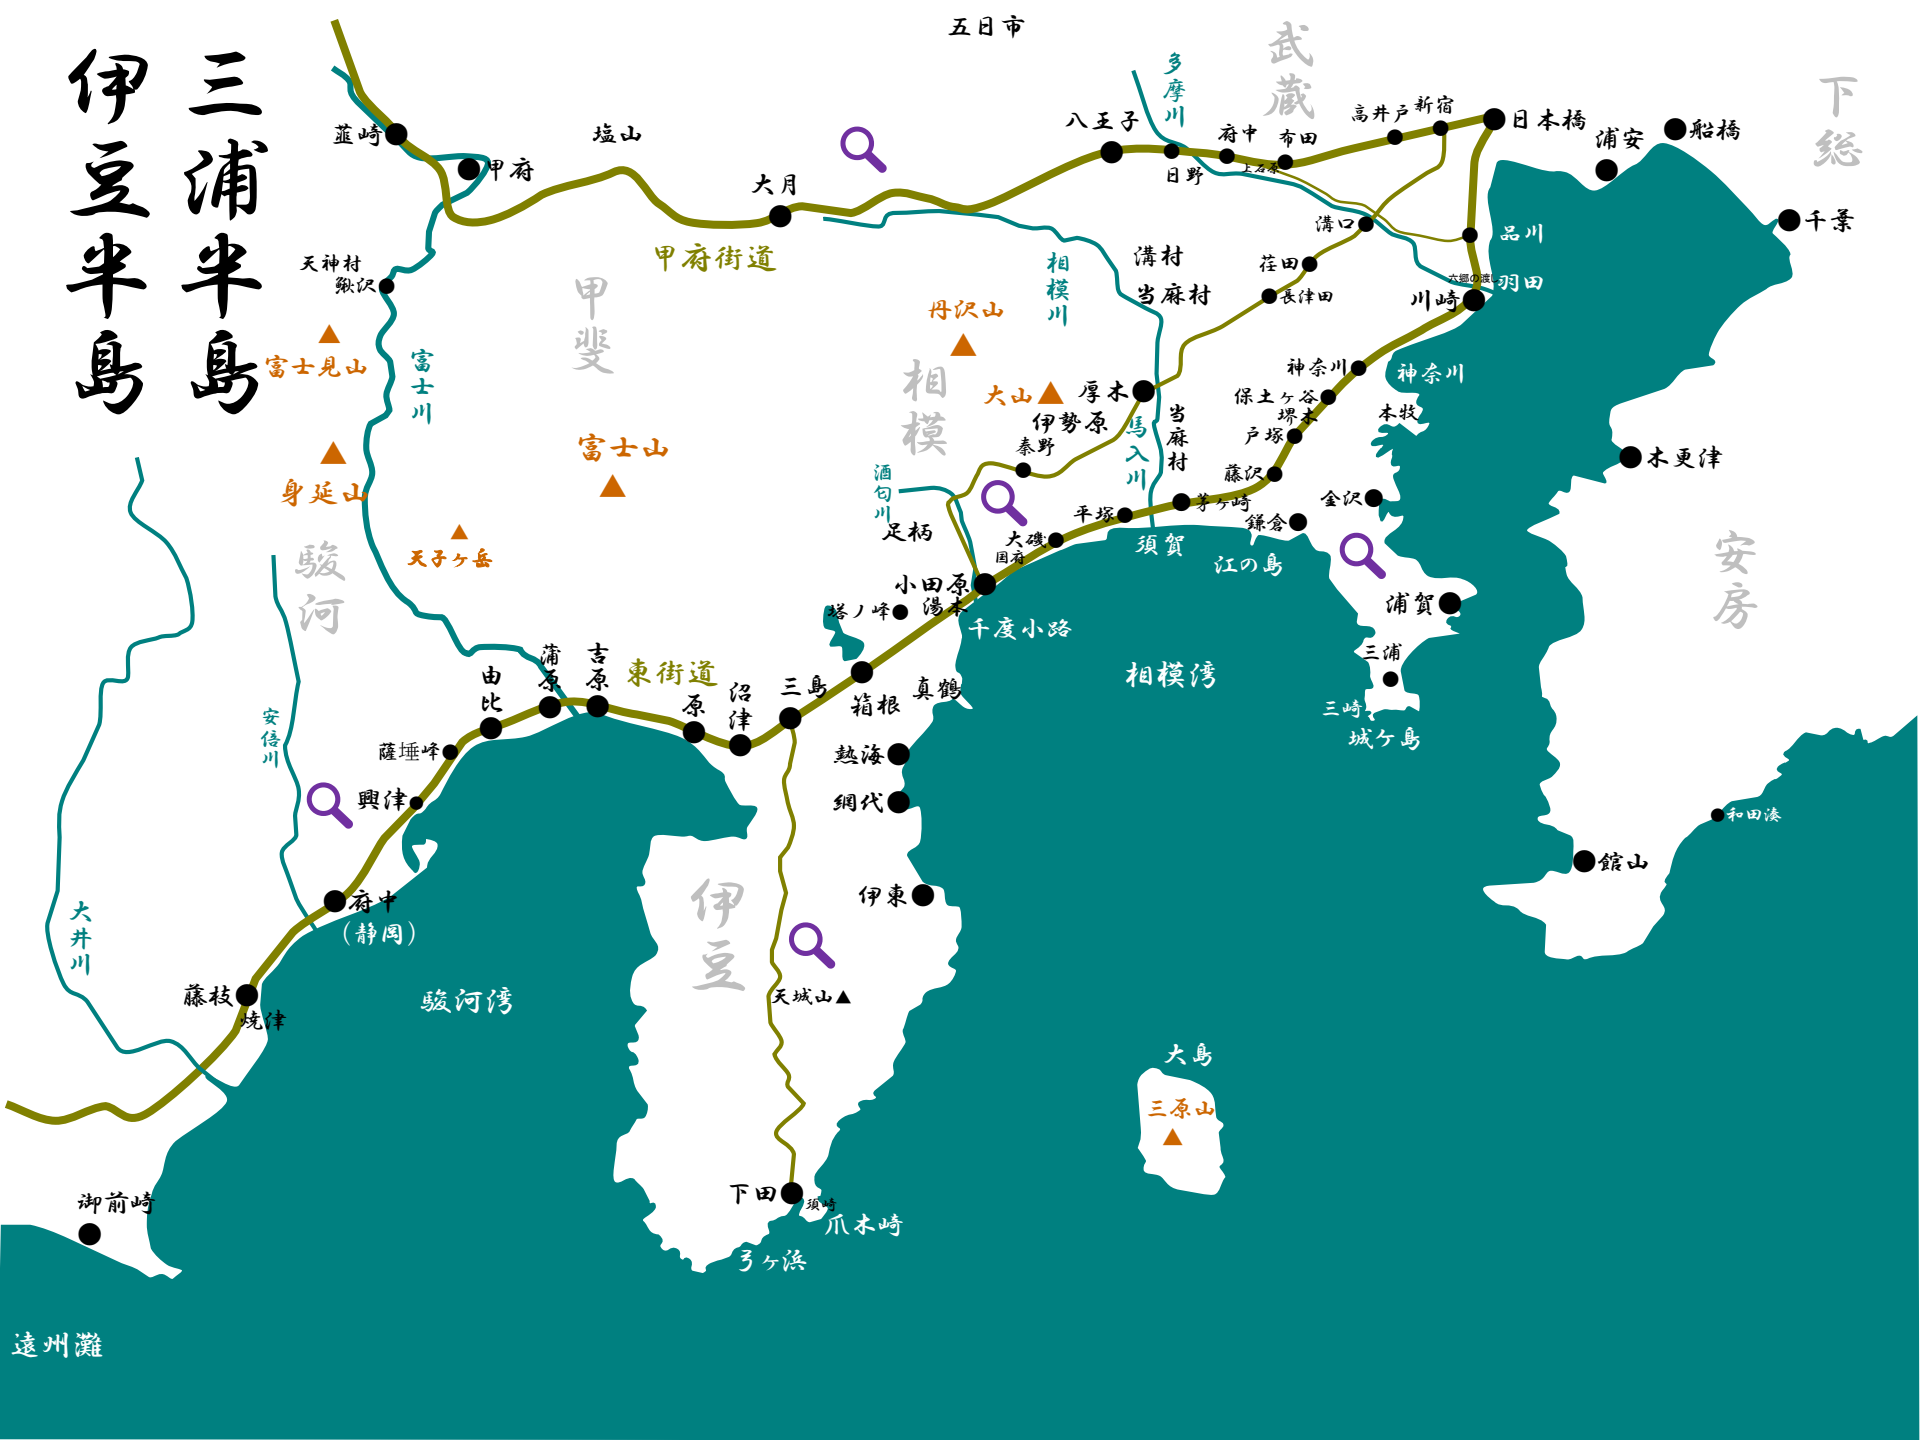 三浦半島
伊豆半島
五日市
武蔵
下総
多摩川
韮崎
甲府
塩山
大月
八王子
日野
府中
上石原
布田
高井戸
新宿
日本橋
浦安
船橋
千葉
甲府街道
天神村
鰍沢
富士見山
富士川
甲斐
身延山
富士山
天子ヶ岳
駿河
丹沢山
相模川
溝村
当麻村
相模
大山
厚木
伊勢原
秦野
馬入川
当麻村
溝口
荏田
長津田
品川
六郷の渡し
羽田
川崎
神奈川
神奈川
保土ヶ谷
堺木
本牧
戸塚
藤沢
金沢
鎌倉
茅ヶ崎
平塚
大磯
国府
酒匂川
足柄
小田原
湯本
塔ノ峰
千度小路
須賀
江の島
浦賀
三浦
三崎
城ケ島
相模湾
木更津
安房
和田湊
館山
箱根
真鶴
三島
沼津
原
東街道
吉原
蒲原
由比
薩埵峰
興津
安倍川
府中
(静岡)
大井川
藤枝
焼津
駿河湾
熱海
網代
伊東
伊豆
天城山
下田
須崎
爪木崎
弓ヶ浜
大島
三原山
御前崎
遠州灘